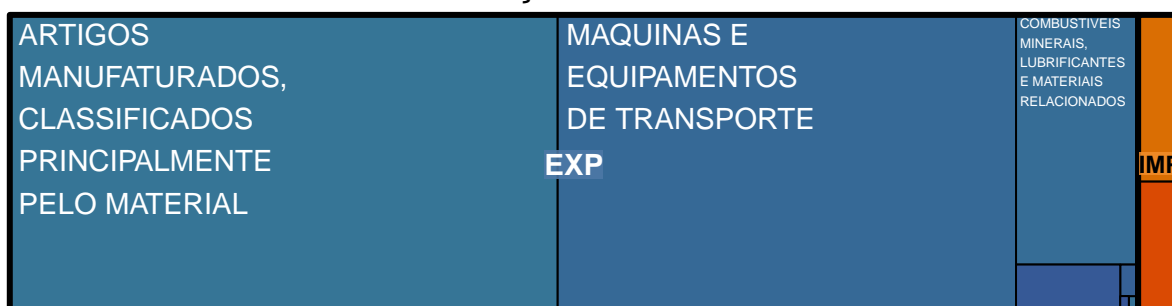 ARTIGOS
MANUFATURADOS,
CLASSIFICADOS
PRINCIPALMENTE
PELO MATERIAL
EXP
MAQUINAS E
EQUIPAMENTOS
DE TRANSPORTE
COMBUSTIVEIS
MINERAIS,
LUBRIFICANTES
E MATERIAIS
RELACIONADOS